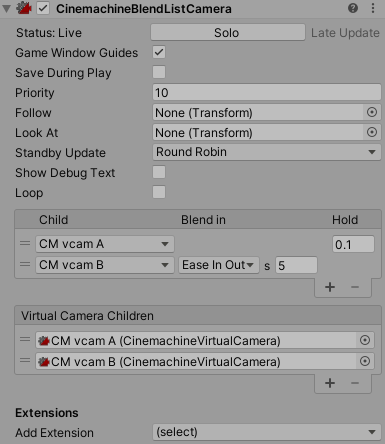 CinemachineBlendListCamera
Status: Live Solo Late Update
Game Window Guides
Save During Play
Priority 10
Follow None (Transform)
Look At None (Transform)
Standby Update Round Robin
Show Debug Text
Loop
Child Blend in Hold
CM vcam A 0.1
CM vcam B Ease In Out s 5
+ −
Virtual Camera Children
CM vcam A (CinemachineVirtualCamera)
CM vcam B (CinemachineVirtualCamera)
+ −
Extensions
Add Extension (select)